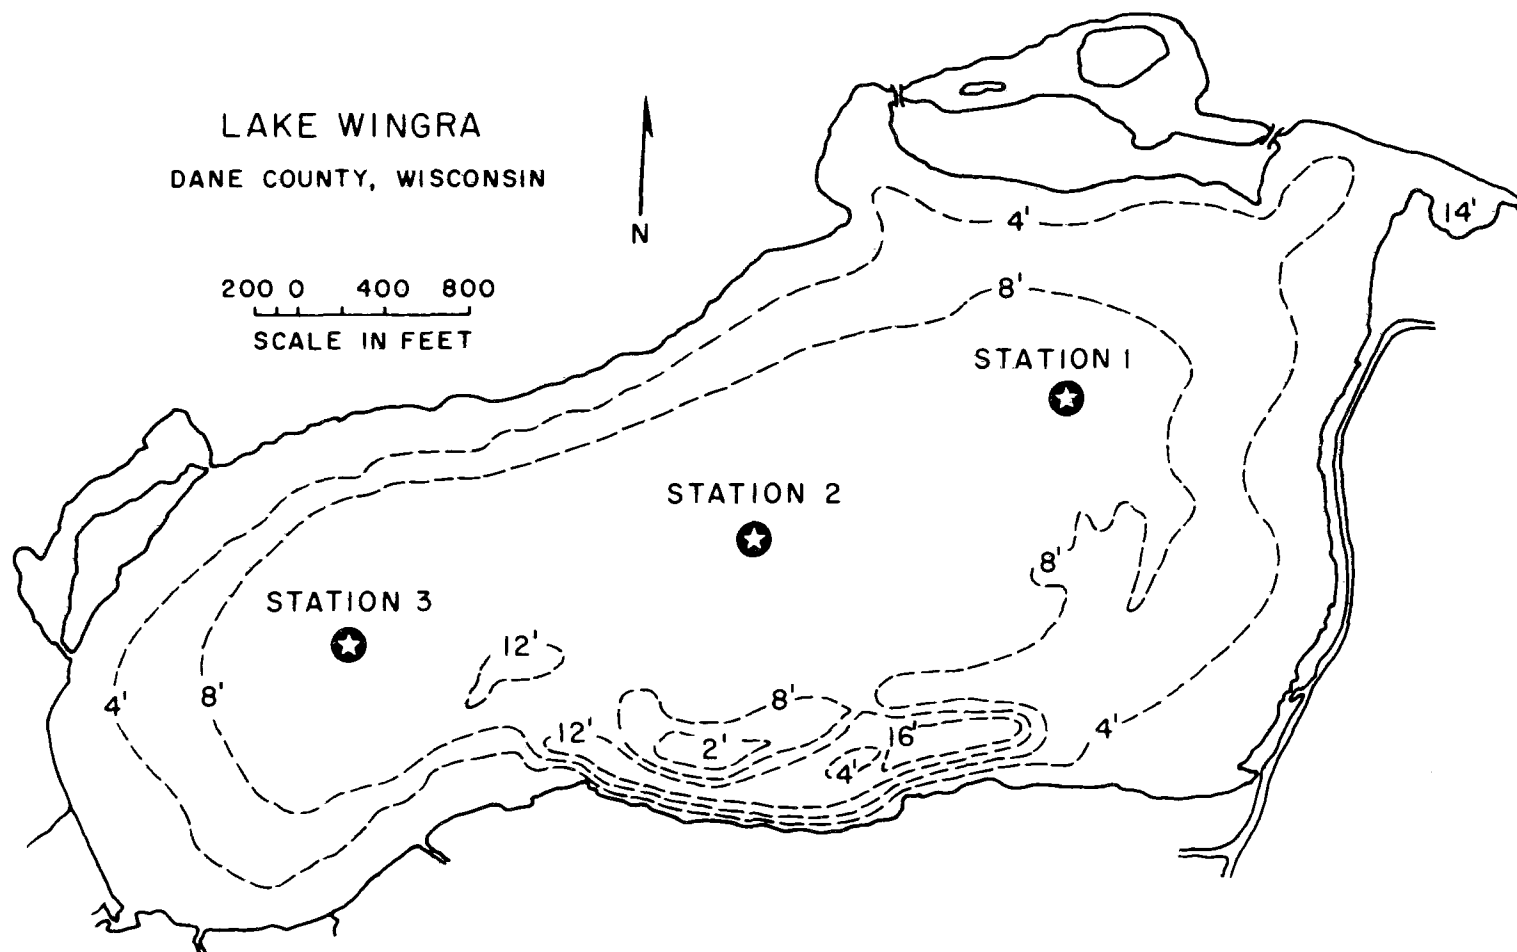 LAKE WINGRA
DANE COUNTY, WISCONSIN
N
200 0 400 800
SCALE IN FEET
14'
4'
8'
STATION 1
STATION 2
8'
STATION 3
12'
4'
8'
8'
12'
2'
16'
4'
4'